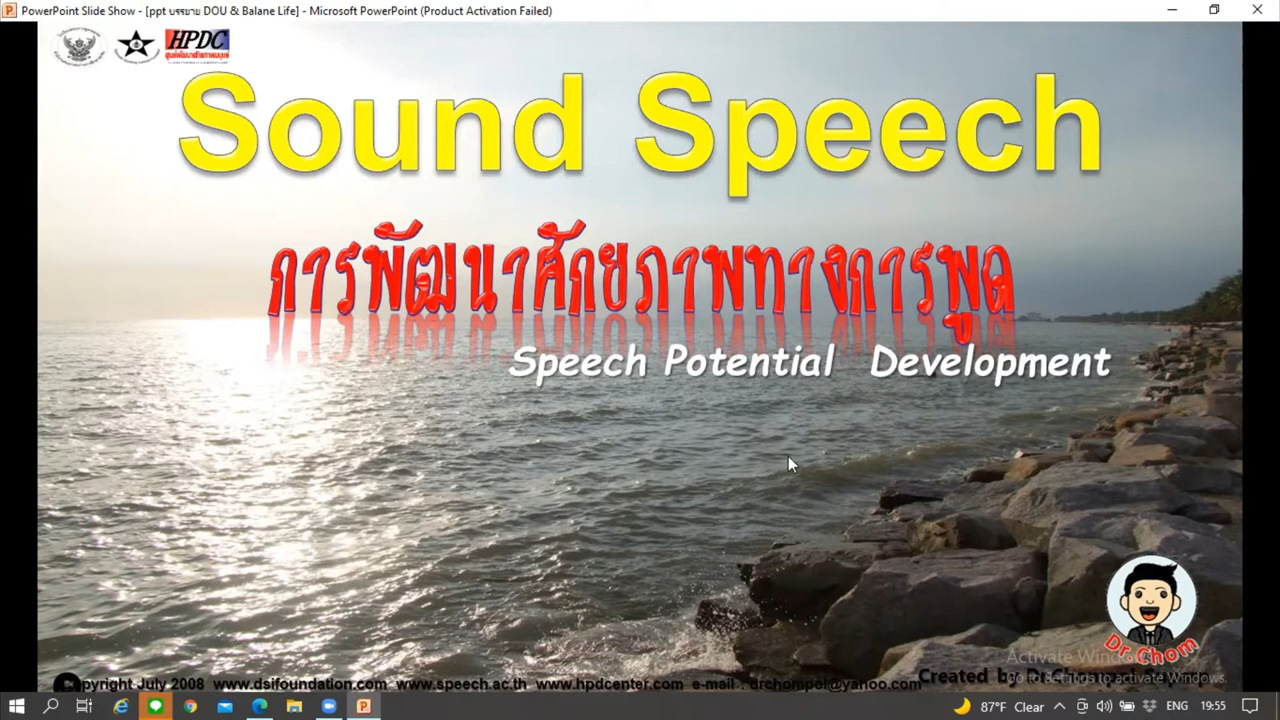 PowerPoint Slide Show - [ppt บรรยาย DOU & Balane Life] - Microsoft PowerPoint (Product Activation Failed)
HPDC
Sound Speech
การพัฒนาศักยภาพทางการพูด
Speech Potential Development
Dr.Chom
Activate Windows
Go to Settings to activate Windows.
Copyright July 2008 www.dsifoundation.com www.speech.ac.th www.hpdcenter.com e-mail : drchompol@yahoo.com
Created by
87°F Clear
ENG
19:55